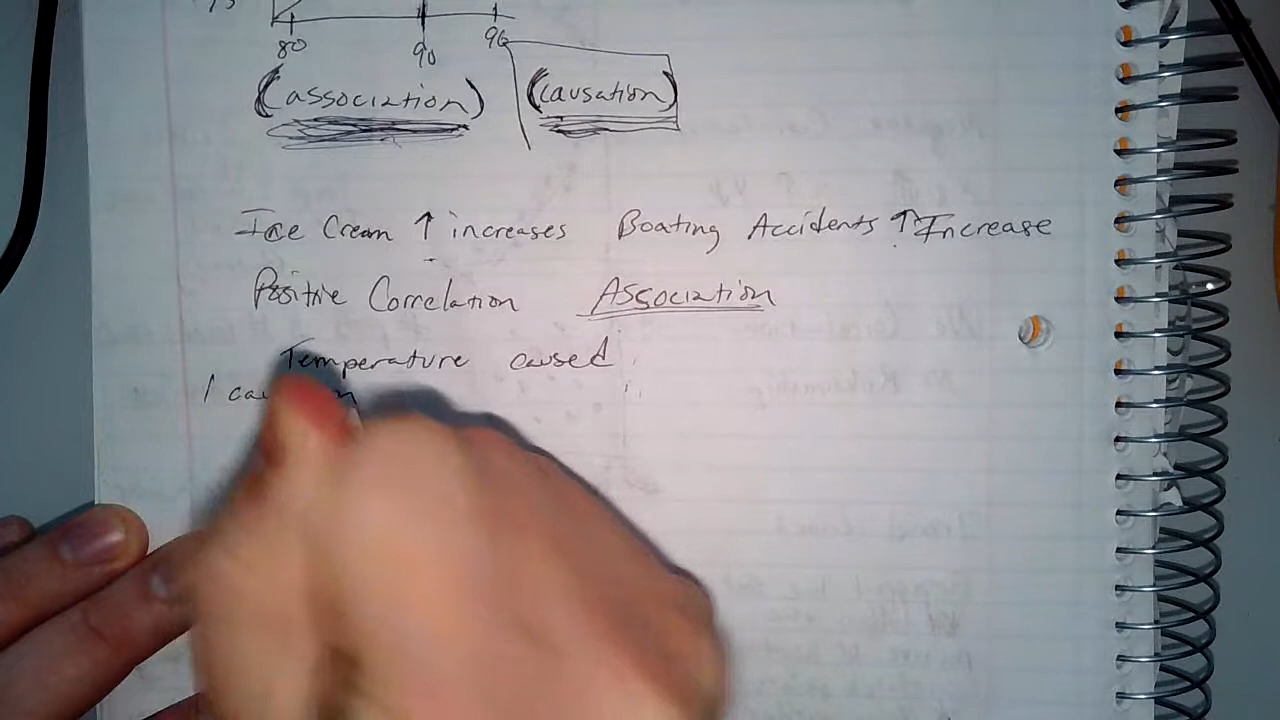 80 90 96
(association) (causation)
Ice Cream ↑ increases Boating Accidents ↑ Increase
Positive Correlation Association
Temperature caused